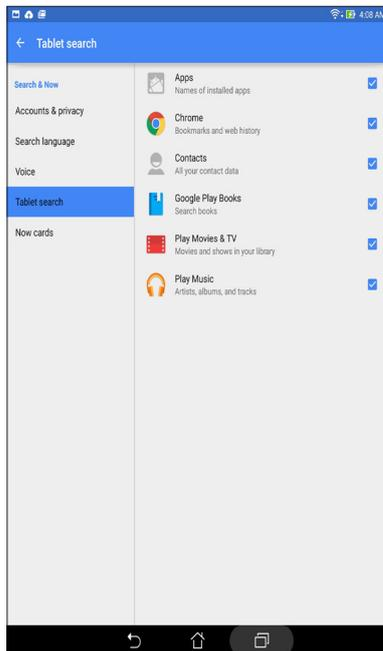 4:08 AM
Tablet search
Search & Now
Accounts & privacy
Search language
Voice
Tablet search
Now cards
Apps
Names of installed apps
Chrome
Bookmarks and web history
Contacts
All your contact data
Google Play Books
Search books
Play Movies & TV
Movies and shows in your library
Play Music
Artists, albums, and tracks